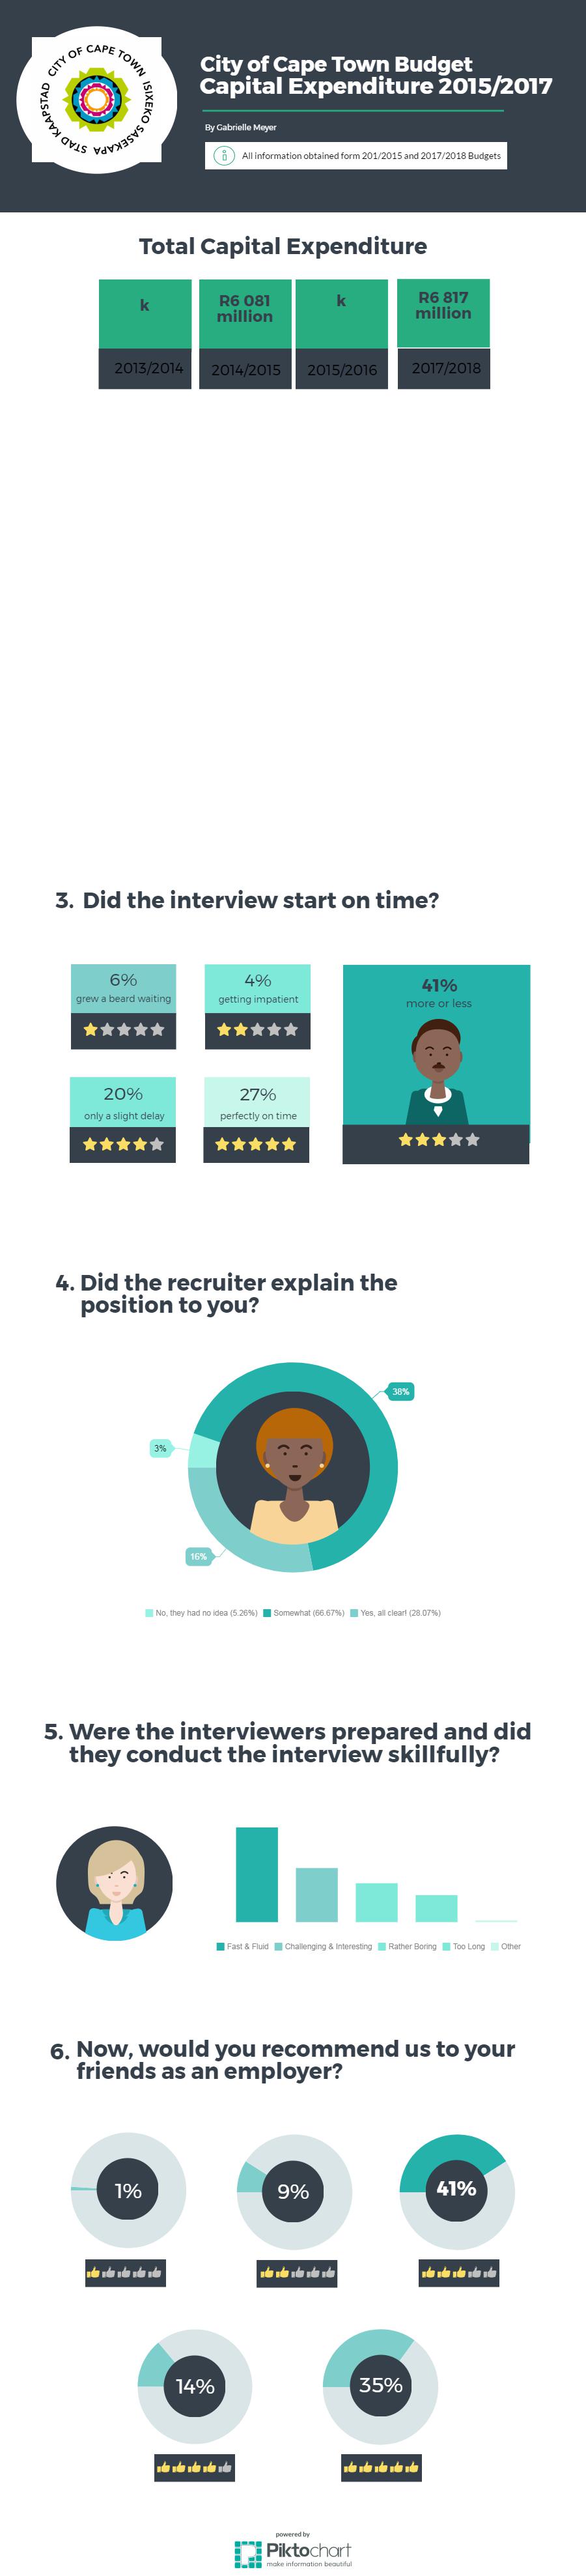 CITY OF CAPE TOWN
ISIXEKO SASEKAPA
STAD KAAPSTAD
City of Cape Town Budget
Capital Expenditure 2015/2017
By Gabrielle Meyer
All information obtained form 201/2015 and 2017/2018 Budgets
Total Capital Expenditure
k
R6 081
million
k
R6 817
million
2013/2014
2014/2015
2015/2016
2017/2018
3. Did the interview start on time?
6%
grew a beard waiting
4%
getting impatient
41%
more or less
20%
only a slight delay
27%
perfectly on time
4. Did the recruiter explain the
position to you?
38%
3%
16%
No, they had no idea (5.26%) Somewhat (66.67%) Yes, all clear! (28.07%)
5. Were the interviewers prepared and did
they conduct the interview skillfully?
Fast & Fluid Challenging & Interesting Rather Boring Too Long Other
6. Now, would you recommend us to your
friends as an employer?
1%
9%
41%
14%
35%
powered by
Piktochart
make information beautiful